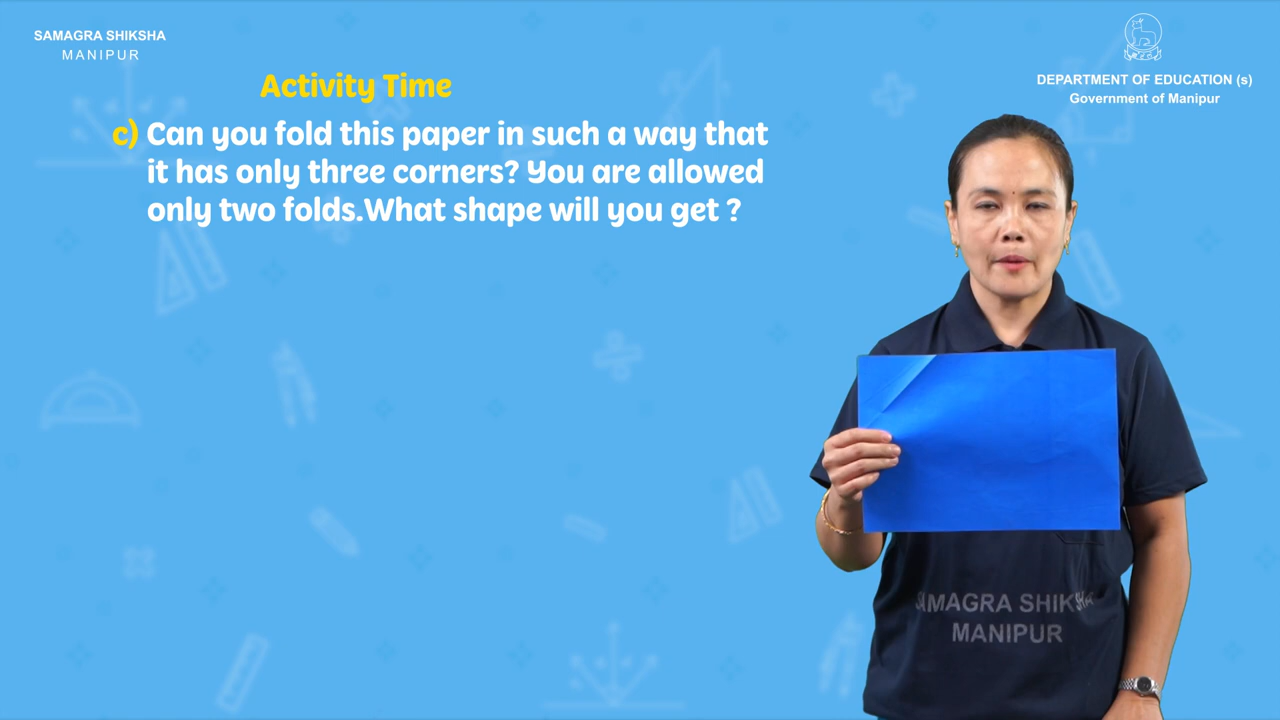 SAMAGRA SHIKSHA
MANIPUR
DEPARTMENT OF EDUCATION (s)
Government of Manipur
Activity Time
c) Can you fold this paper in such a way that
it has only three corners? You are allowed
only two folds.What shape will you get ?
SAMAGRA SHIKSHA
MANIPUR